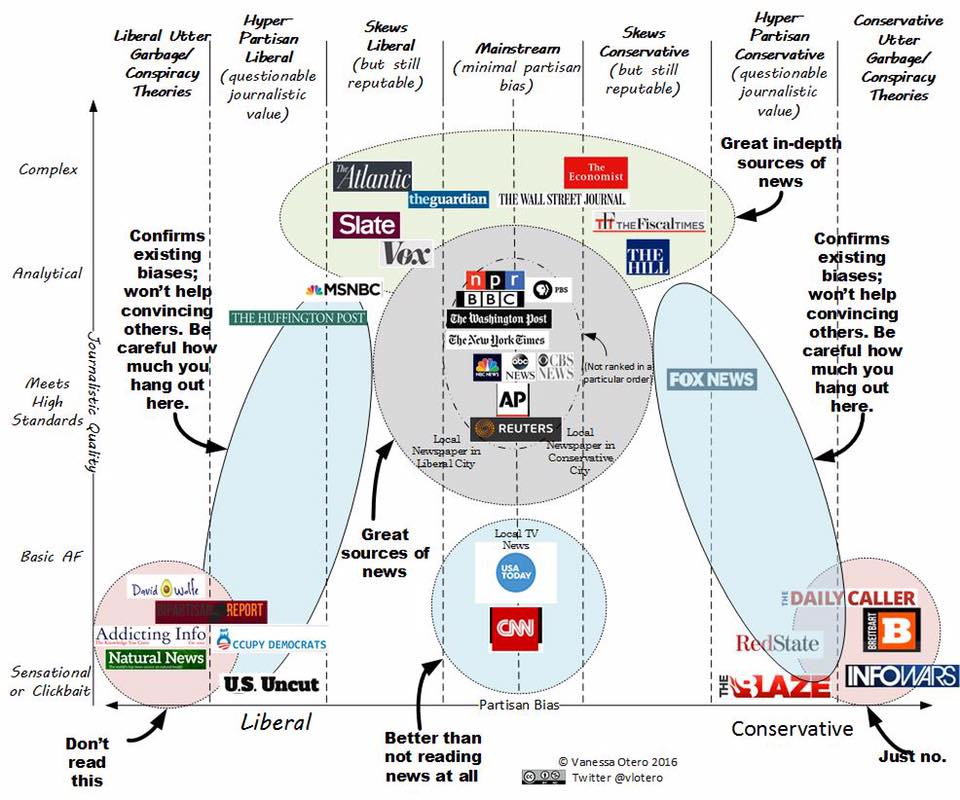 Liberal Utter
Garbage/
Conspiracy
Theories
Hyper-
Partisan
Liberal
(questionable
journalistic
value)
Skews
Liberal
(but still
reputable)
Mainstream
(minimal partisan
bias)
Skews
Conservative
(but still
reputable)
Hyper-
Partisan
Conservative
(questionable
journalistic
value)
Conservative
Utter
Garbage/
Conspiracy
Theories
Complex
Analytical
Meets
High
Standards
Journalistic Quality
Basic AF
Sensational
or Clickbait
Great in-depth
sources of
news
The Atlantic
theguardian
The
Economist
THE WALL STREET JOURNAL.
Slate
Vox
THE FISCAL TIMES
THE
HILL
Confirms
existing
biases;
won't help
convincing
others. Be
careful how
much you
hang out
here.
MSNBC
THE HUFFINGTON POST
npr
BBC
PBS
The Washington Post
The New York Times
NBC NEWS
abc
NEWS
CBS
NEWS
(Not ranked in a
particular order)
AP
REUTERS
Local
Newspaper in
Liberal City
Local
Newspaper in
Conservative
City
FOX NEWS
Confirms
existing
biases;
won't help
convincing
others. Be
careful how
much you
hang out
here.
Great
sources of
news
Local TV
News
USA
TODAY
CNN
David Wolfe
BIPARTISAN REPORT
Addicting Info
Natural News
OCCUPY DEMOCRATS
U.S. Uncut
THE DAILY CALLER
RedState
BREITBART
B
THE BLAZE
INFOWARS
Partisan Bias
Liberal
Conservative
Don't
read
this
Better than
not reading
news at all
Just no.
© Vanessa Otero 2016
Twitter @vlotero